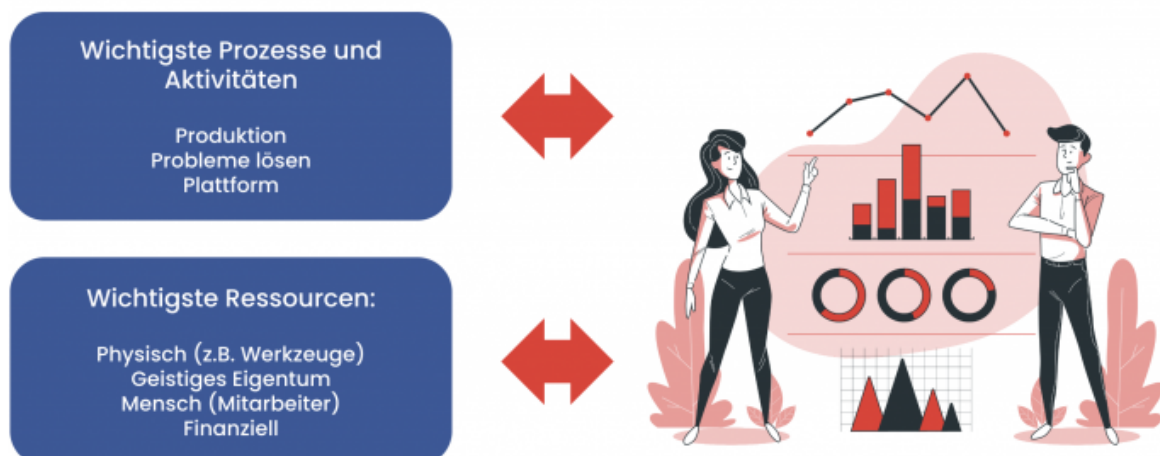 Wichtigste Prozesse und
Aktivitäten
Produktion
Probleme lösen
Plattform
Wichtigste Ressourcen:
Physisch (z.B. Werkzeuge)
Geistiges Eigentum
Mensch (Mitarbeiter)
Finanziell